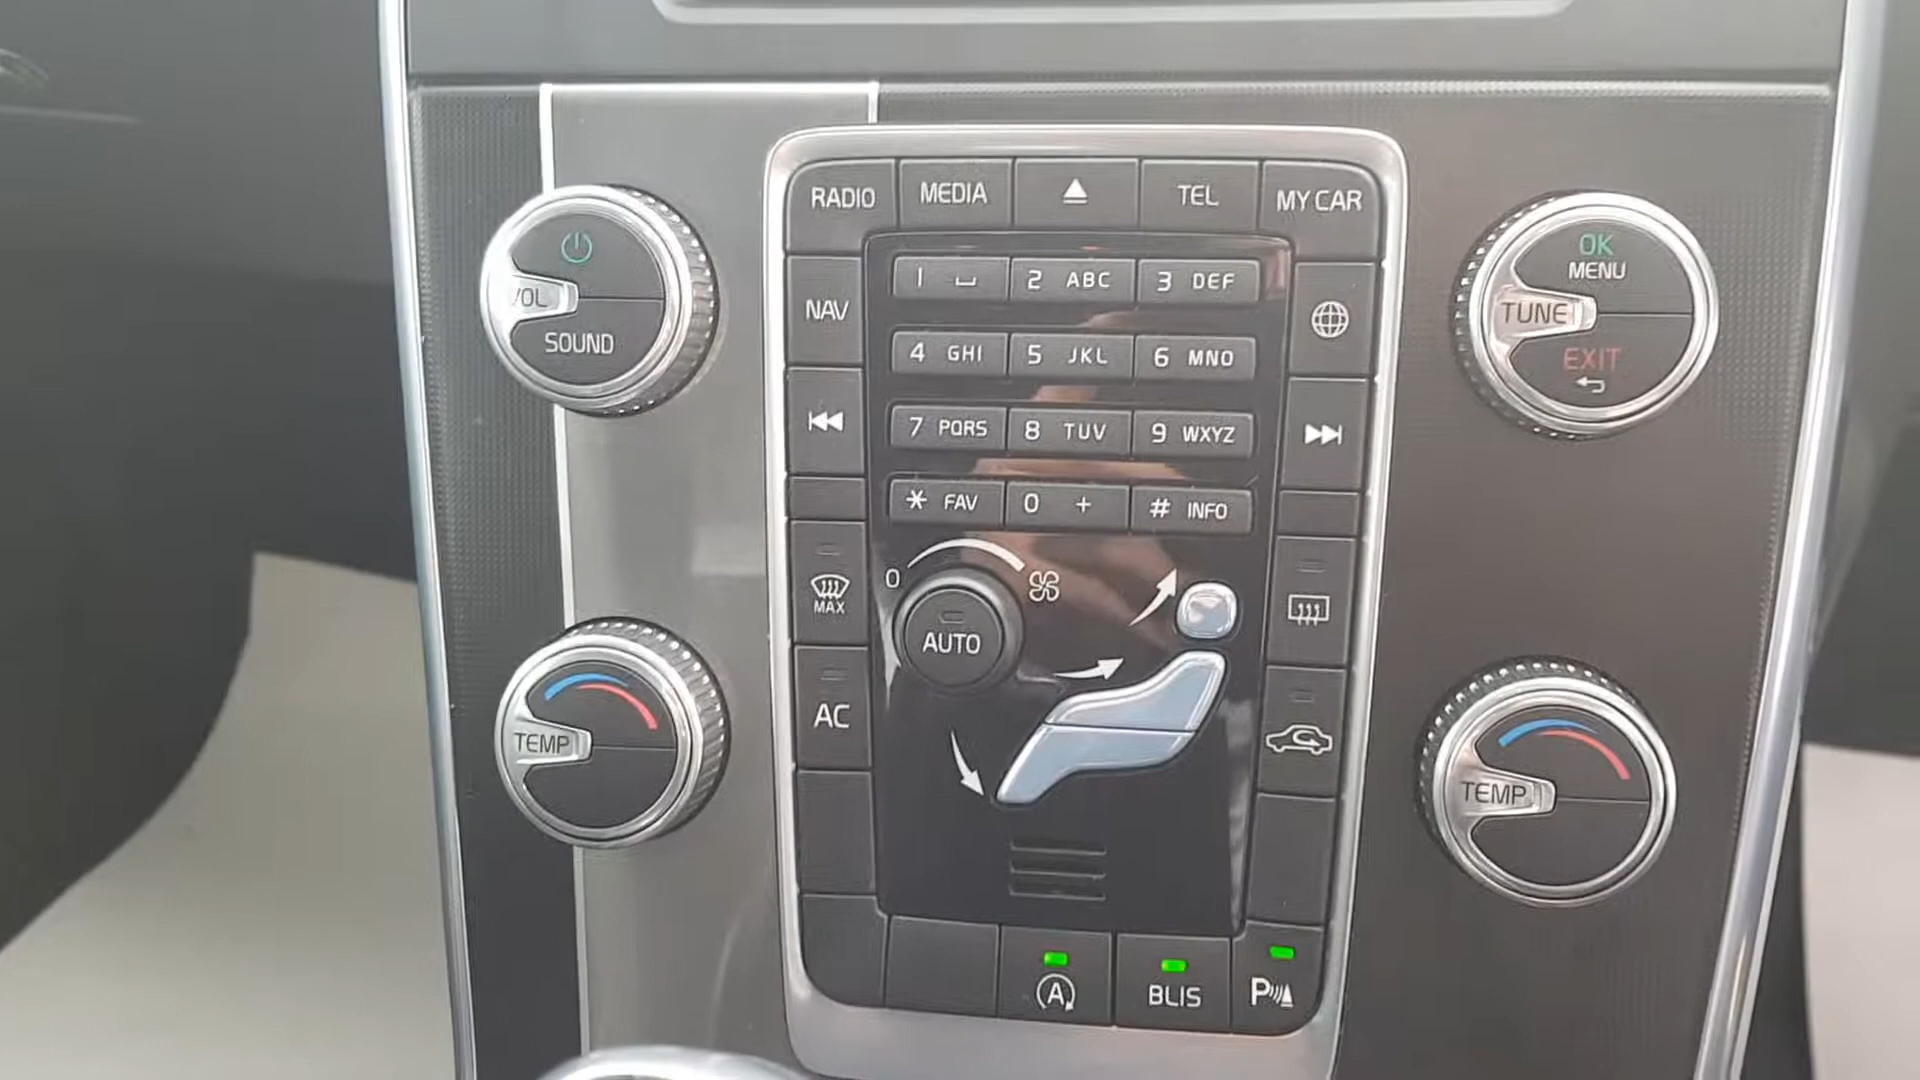 RADIO
MEDIA
TEL
MY CAR
VOL
SOUND
OK
MENU
TUNE
EXIT
NAV
1
2 ABC
3 DEF
4 GHI
5 JKL
6 MNO
7 PQRS
8 TUV
9 WXYZ
* FAV
0 +
# INFO
MAX
0
AUTO
AC
TEMP
TEMP
A
BLIS
P